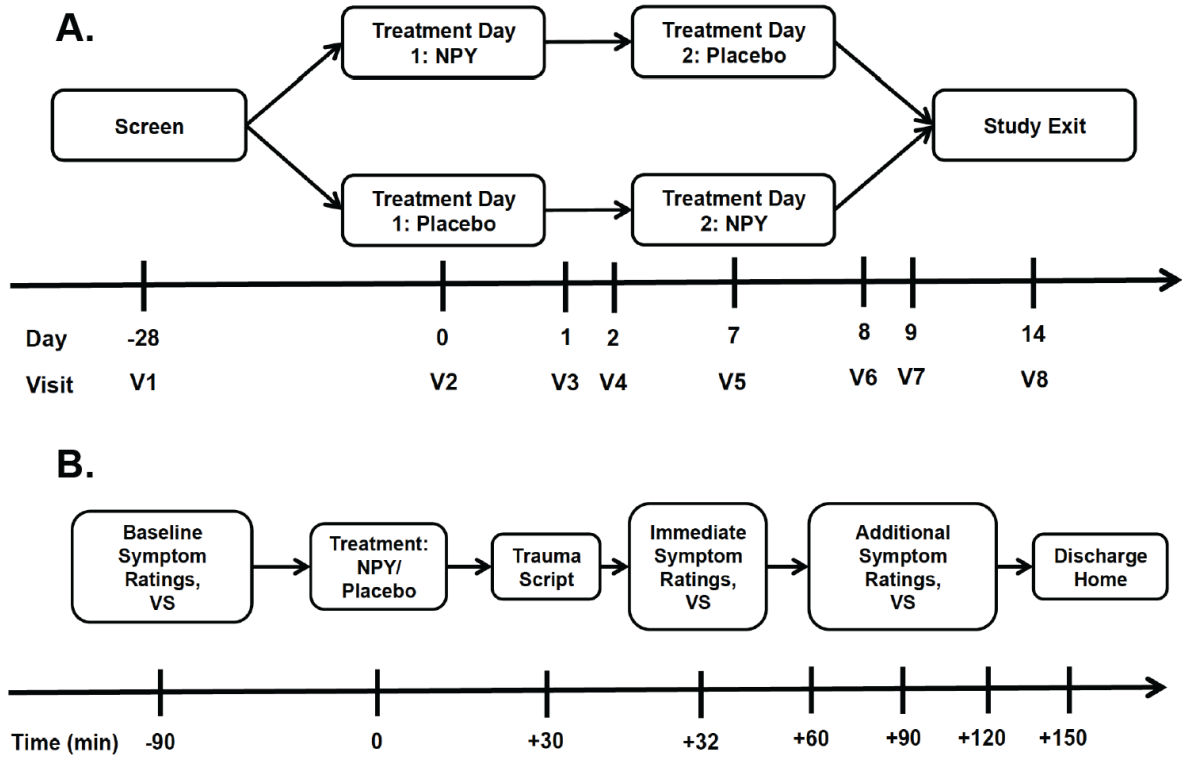 A.
Treatment Day
1: NPY
Treatment Day
2: Placebo
Screen
Study Exit
Treatment Day
1: Placebo
Treatment Day
2: NPY
Day -28 0 1 2 7 8 9 14
Visit V1 V2 V3 V4 V5 V6 V7 V8
B.
Baseline
Symptom
Ratings,
VS
Treatment:
NPY/
Placebo
Trauma
Script
Immediate
Symptom
Ratings,
VS
Additional
Symptom
Ratings,
VS
Discharge
Home
Time (min) -90 0 +30 +32 +60 +90 +120 +150